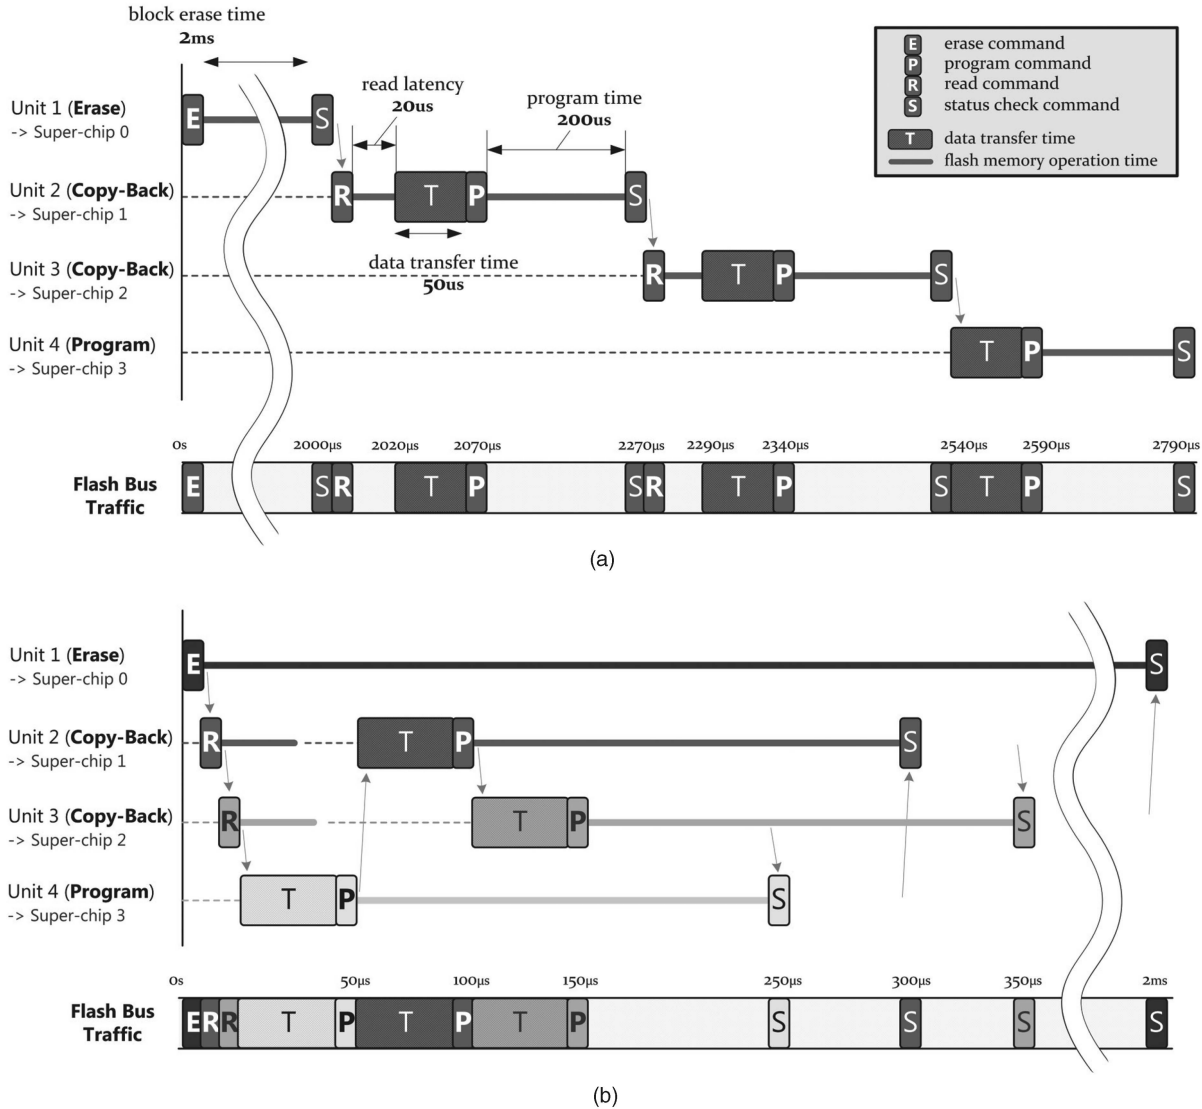 block erase time
2ms
E erase command
P program command
R read command
S status check command
T data transfer time
flash memory operation time
read latency
20us
program time
200us
Unit 1 (Erase)
-> Super-chip 0
E S
Unit 2 (Copy-Back)
-> Super-chip 1
R T P S
data transfer time
50us
Unit 3 (Copy-Back)
-> Super-chip 2
R T P S
Unit 4 (Program)
-> Super-chip 3
T P S
0s 2000µs 2020µs 2070µs 2270µs 2290µs 2340µs 2540µs 2590µs 2790µs
Flash Bus
Traffic
E S R T P S R T P S T P S
(a)
Unit 1 (Erase)
-> Super-chip 0
E S
Unit 2 (Copy-Back)
-> Super-chip 1
R T P S
Unit 3 (Copy-Back)
-> Super-chip 2
R T P S
Unit 4 (Program)
-> Super-chip 3
T P S
0s 50µs 100µs 150µs 250µs 300µs 350µs 2ms
Flash Bus
Traffic
E R R T P T P T P S S S S
(b)